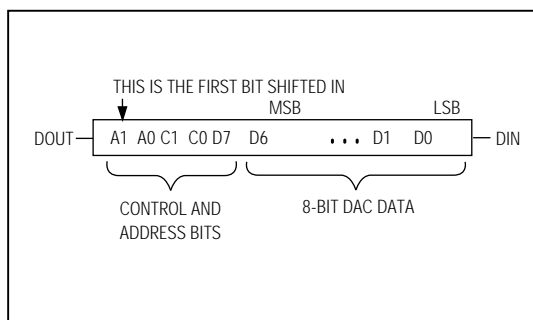 THIS IS THE FIRST BIT SHIFTED IN
MSB LSB
DOUT A1 A0 C1 C0 D7 D6 ... D1 D0 DIN
CONTROL AND
ADDRESS BITS
8-BIT DAC DATA